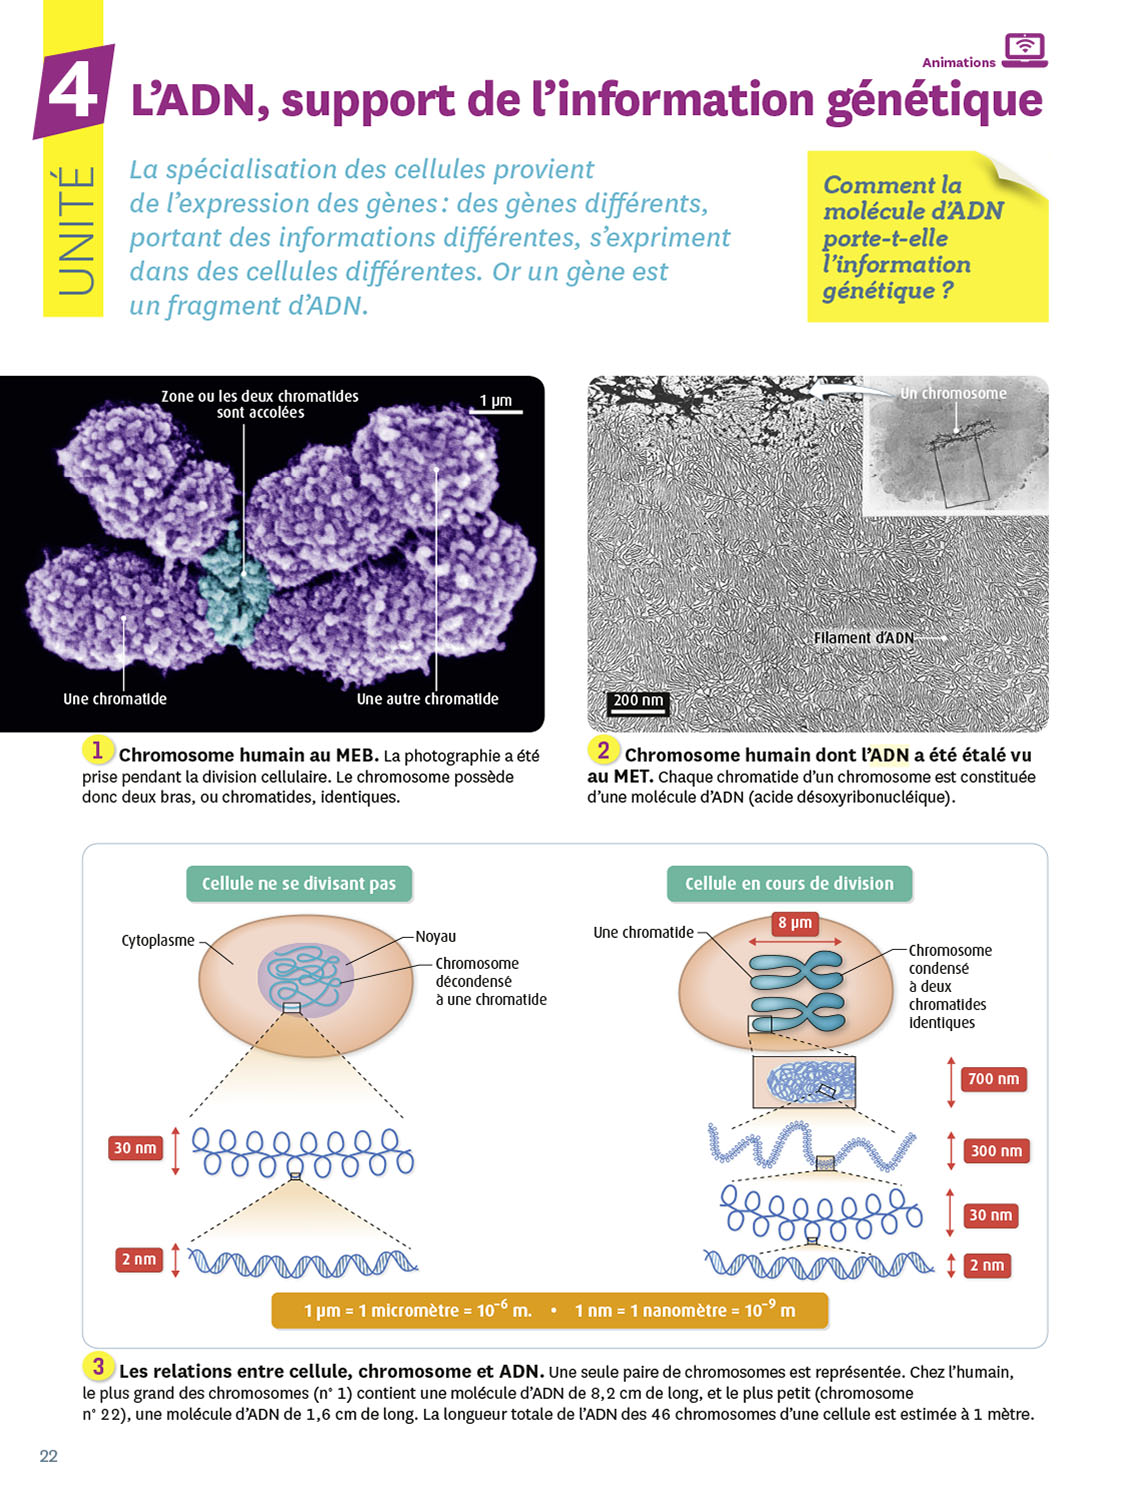 Animations
4
L'ADN, support de l'information génétique
UNITÉ
La spécialisation des cellules provient
de l'expression des gènes : des gènes différents,
portant des informations différentes, s'expriment
dans des cellules différentes. Or un gène est
un fragment d'ADN.
Comment la
molécule d'ADN
porte-t-elle
l'information
génétique ?
Zone ou les deux chromatides
sont accolées
1 µm
Une chromatide
Une autre chromatide
Un chromosome
Filament d'ADN
200 nm
1 Chromosome humain au MEB. La photographie a été
prise pendant la division cellulaire. Le chromosome possède
donc deux bras, ou chromatides, identiques.
2 Chromosome humain dont l'ADN a été étalé vu
au MET. Chaque chromatide d'un chromosome est constituée
d'une molécule d'ADN (acide désoxyribonucléique).
Cellule ne se divisant pas
Cytoplasme
Noyau
Chromosome
décondensé
à une chromatide
30 nm
2 nm
Cellule en cours de division
8 µm
Une chromatide
Chromosome
condensé
à deux
chromatides
identiques
700 nm
300 nm
30 nm
2 nm
1 µm = 1 micromètre = 10⁻⁶ m. • 1 nm = 1 nanomètre = 10⁻⁹ m
3 Les relations entre cellule, chromosome et ADN. Une seule paire de chromosomes est représentée. Chez l'humain,
le plus grand des chromosomes (n° 1) contient une molécule d'ADN de 8,2 cm de long, et le plus petit (chromosome
n° 22), une molécule d'ADN de 1,6 cm de long. La longueur totale de l'ADN des 46 chromosomes d'une cellule est estimée à 1 mètre.
22